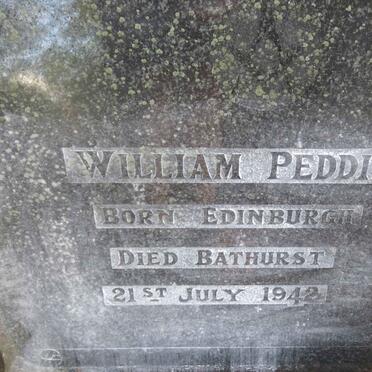 WILLIAM PEDDI
BORN EDINBURGH
DIED BATHURST
21ST JULY 1942